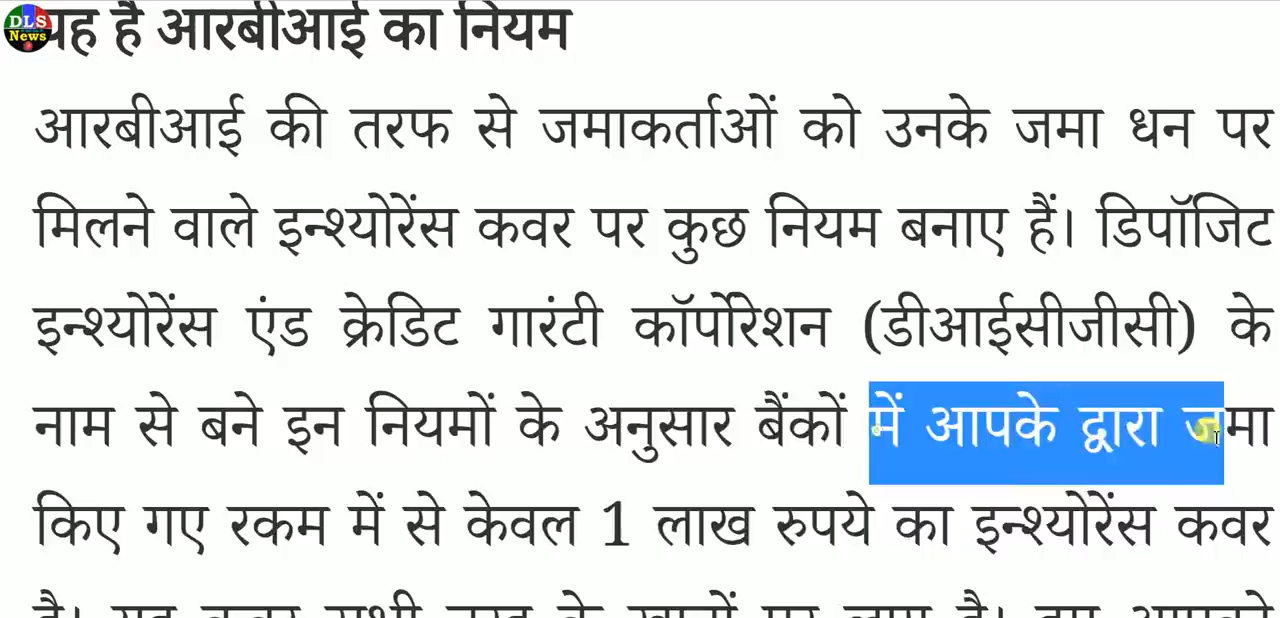 DLS
News
यह है आरबीआई का नियम
आरबीआई की तरफ से जमाकर्ताओं को उनके जमा धन पर
मिलने वाले इन्श्योरेंस कवर पर कुछ नियम बनाए हैं। डिपॉजिट
इन्श्योरेंस एंड क्रेडिट गारंटी कॉर्पोरेशन (डीआईसीजीसी) के
नाम से बने इन नियमों के अनुसार बैंकों में आपके द्वारा जमा
किए गए रकम में से केवल 1 लाख रुपये का इन्श्योरेंस कवर